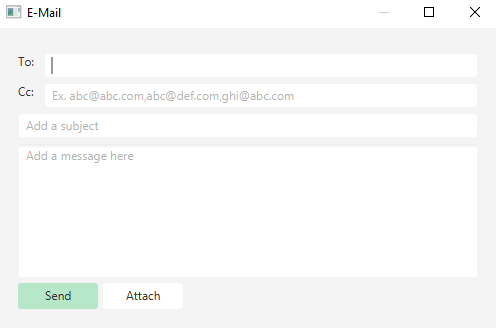 E-Mail
To:
Cc: Ex. abc@abc.com,abc@def.com,ghi@abc.com
Add a subject
Add a message here
Send Attach